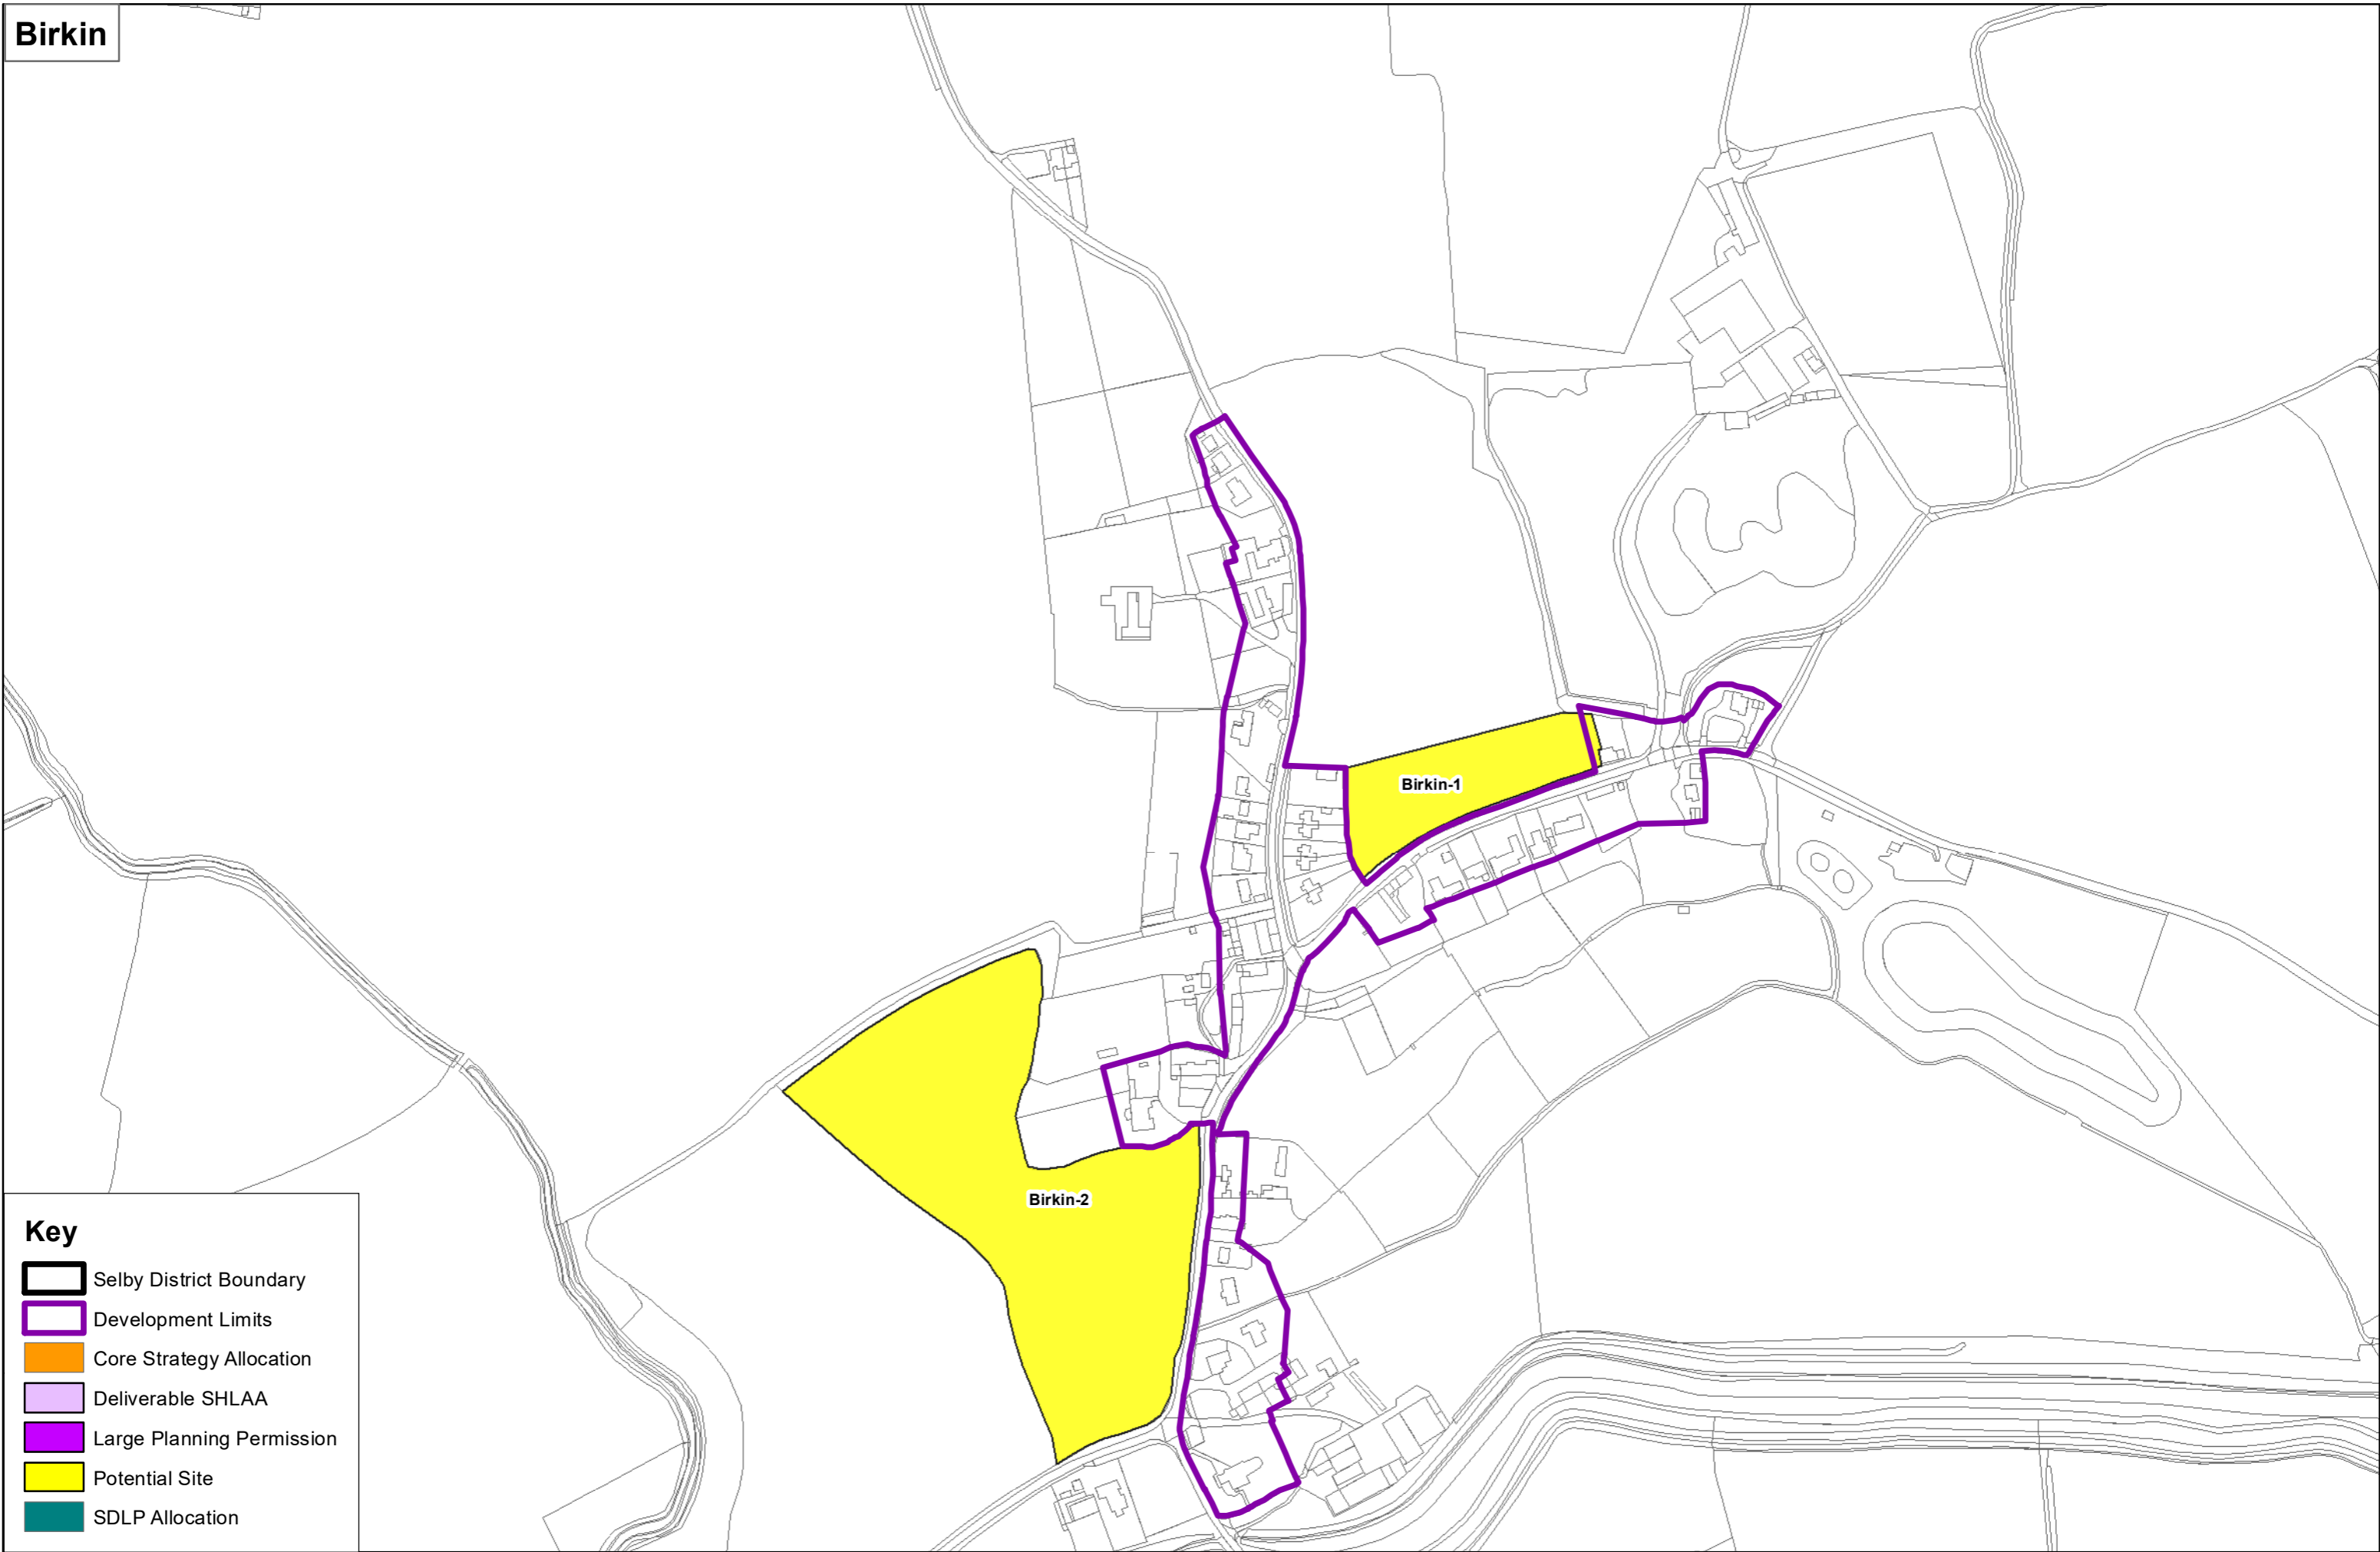 Birkin
Birkin-1
Birkin-2
Key
Selby District Boundary
Development Limits
Core Strategy Allocation
Deliverable SHLAA
Large Planning Permission
Potential Site
SDLP Allocation